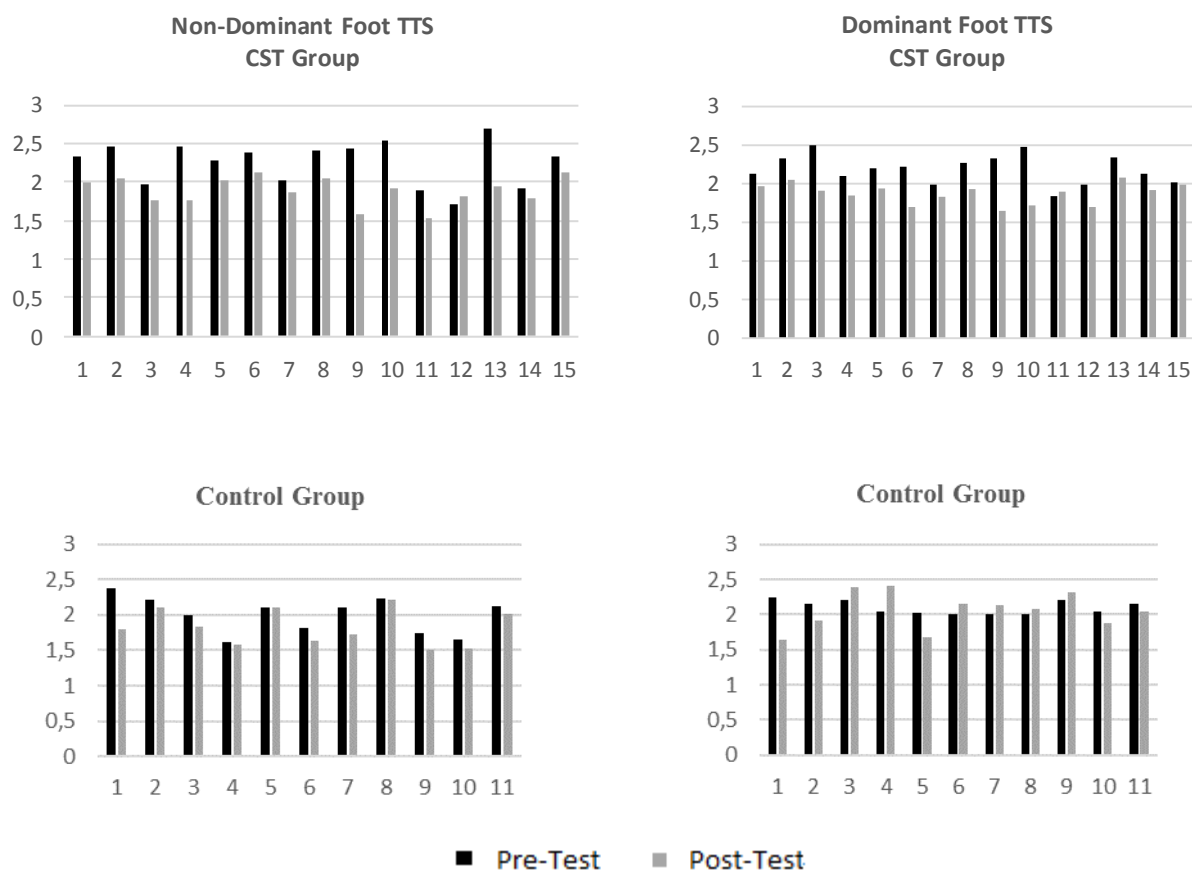 Non-Dominant Foot TTS
CST Group
3
2,5
2
1,5
1
0,5
0
1 2 3 4 5 6 7 8 9 10 11 12 13 14 15
Dominant Foot TTS
CST Group
3
2,5
2
1,5
1
0,5
0
1 2 3 4 5 6 7 8 9 10 11 12 13 14 15
Control Group
3
2,5
2
1,5
1
0,5
0
1 2 3 4 5 6 7 8 9 10 11
Control Group
3
2,5
2
1,5
1
0,5
0
1 2 3 4 5 6 7 8 9 10 11
Pre-Test Post-Test